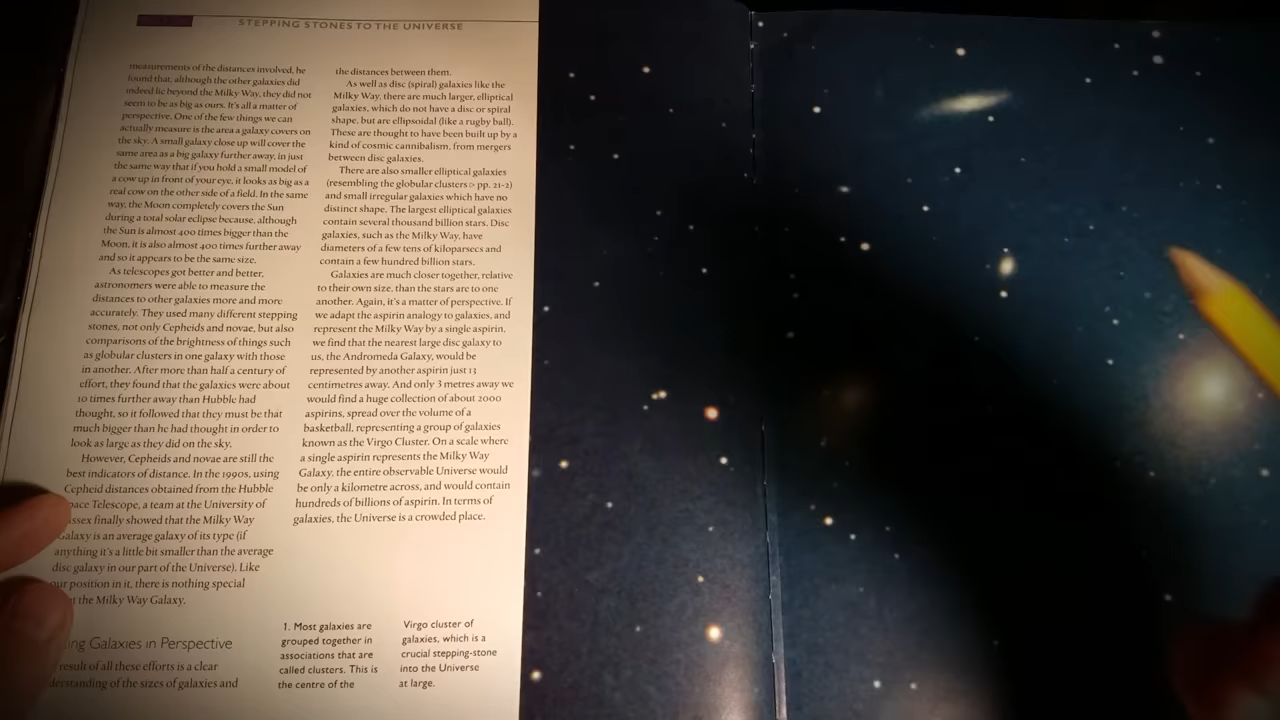 STEPPING STONES TO THE UNIVERSE
measurements of the distances involved, he
found that, although the other galaxies did
indeed lie beyond the Milky Way, they did not
seem to be as big as ours. It's all a matter of
perspective. One of the few things we can
actually measure is the area a galaxy covers on
the sky. A small galaxy close up will cover the
same area as a big galaxy further away, in just
the same way that if you hold a small model of
a cow up in front of your eye, it looks as big as a
real cow on the other side of a field. In the same
way, the Moon completely covers the Sun
during a total solar eclipse because, although
the Sun is almost 400 times bigger than the
Moon, it is also almost 400 times further away
and so it appears to be the same size.
As telescopes got better and better,
astronomers were able to measure the
distances to other galaxies more and more
accurately. They used many different stepping
stones, not only Cepheids and novae, but also
comparisons of the brightness of things such
as globular clusters in one galaxy with those
in another. After more than half a century of
effort, they found that the galaxies were about
10 times further away than Hubble had
thought, so it followed that they must be that
much bigger than he had thought in order to
look as large as they did on the sky.
However, Cepheids and novae are still the
best indicators of distance. In the 1990s, using
Cepheid distances obtained from the Hubble
pace Telescope, a team at the University of
ssex finally showed that the Milky Way
Galaxy is an average galaxy of its type (if
anything it's a little bit smaller than the average
disc galaxy in our part of the Universe). Like
our position in it, there is nothing special
t the Milky Way Galaxy.
ing Galaxies in Perspective
result of all these efforts is a clear
derstanding of the sizes of galaxies and
the distances between them.
As well as disc (spiral) galaxies like the
Milky Way, there are much larger, elliptical
galaxies, which do not have a disc or spiral
shape, but are ellipsoidal (like a rugby ball).
These are thought to have been built up by a
kind of cosmic cannibalism, from mergers
between disc galaxies.
There are also smaller elliptical galaxies
(resembling the globular clusters ▷ pp. 21-2)
and small irregular galaxies which have no
distinct shape. The largest elliptical galaxies
contain several thousand billion stars. Disc
galaxies, such as the Milky Way, have
diameters of a few tens of kiloparsecs and
contain a few hundred billion stars.
Galaxies are much closer together, relative
to their own size, than the stars are to one
another. Again, it's a matter of perspective. If
we adapt the aspirin analogy to galaxies, and
represent the Milky Way by a single aspirin,
we find that the nearest large disc galaxy to
us, the Andromeda Galaxy, would be
represented by another aspirin just 13
centimetres away. And only 3 metres away we
would find a huge collection of about 2000
aspirins, spread over the volume of a
basketball, representing a group of galaxies
known as the Virgo Cluster. On a scale where
a single aspirin represents the Milky Way
Galaxy, the entire observable Universe would
be only a kilometre across, and would contain
hundreds of billions of aspirin. In terms of
galaxies, the Universe is a crowded place.
1. Most galaxies are
grouped together in
associations that are
called clusters. This is
the centre of the
Virgo cluster of
galaxies, which is a
crucial stepping-stone
into the Universe
at large.